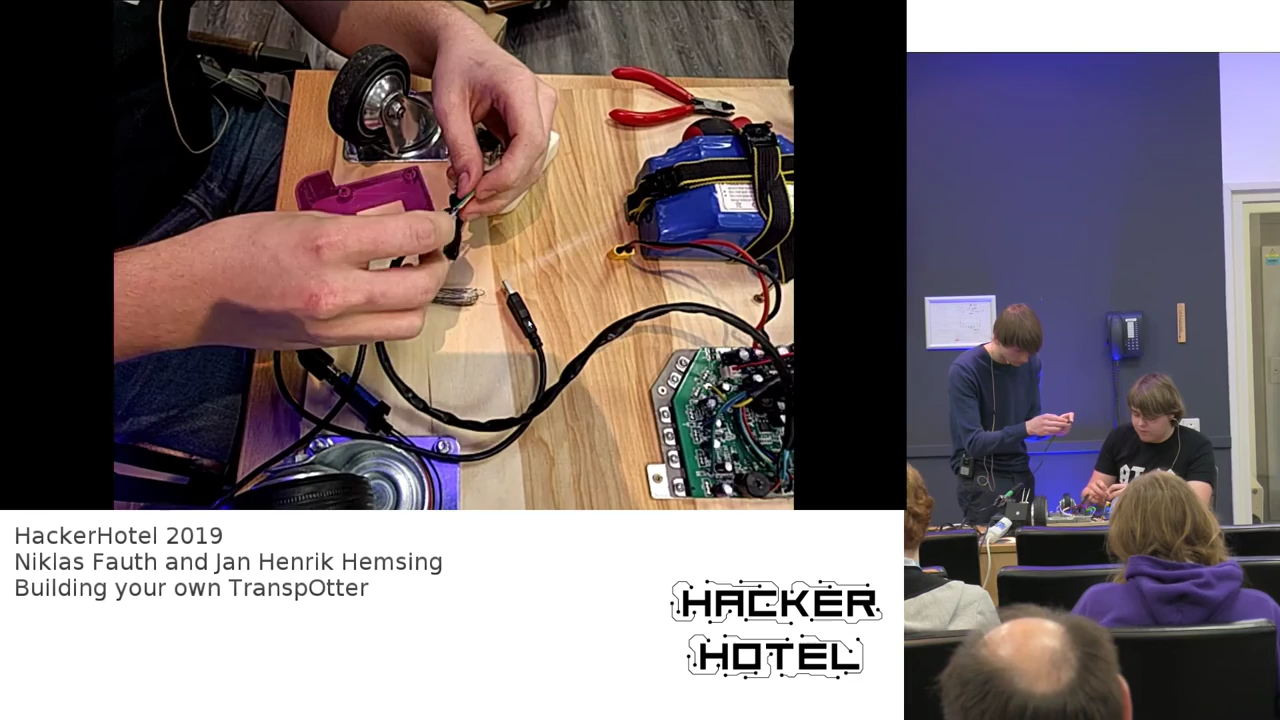 HackerHotel 2019
Niklas Fauth and Jan Henrik Hemsing
Building your own TranspOtter
HACKER
HOTEL